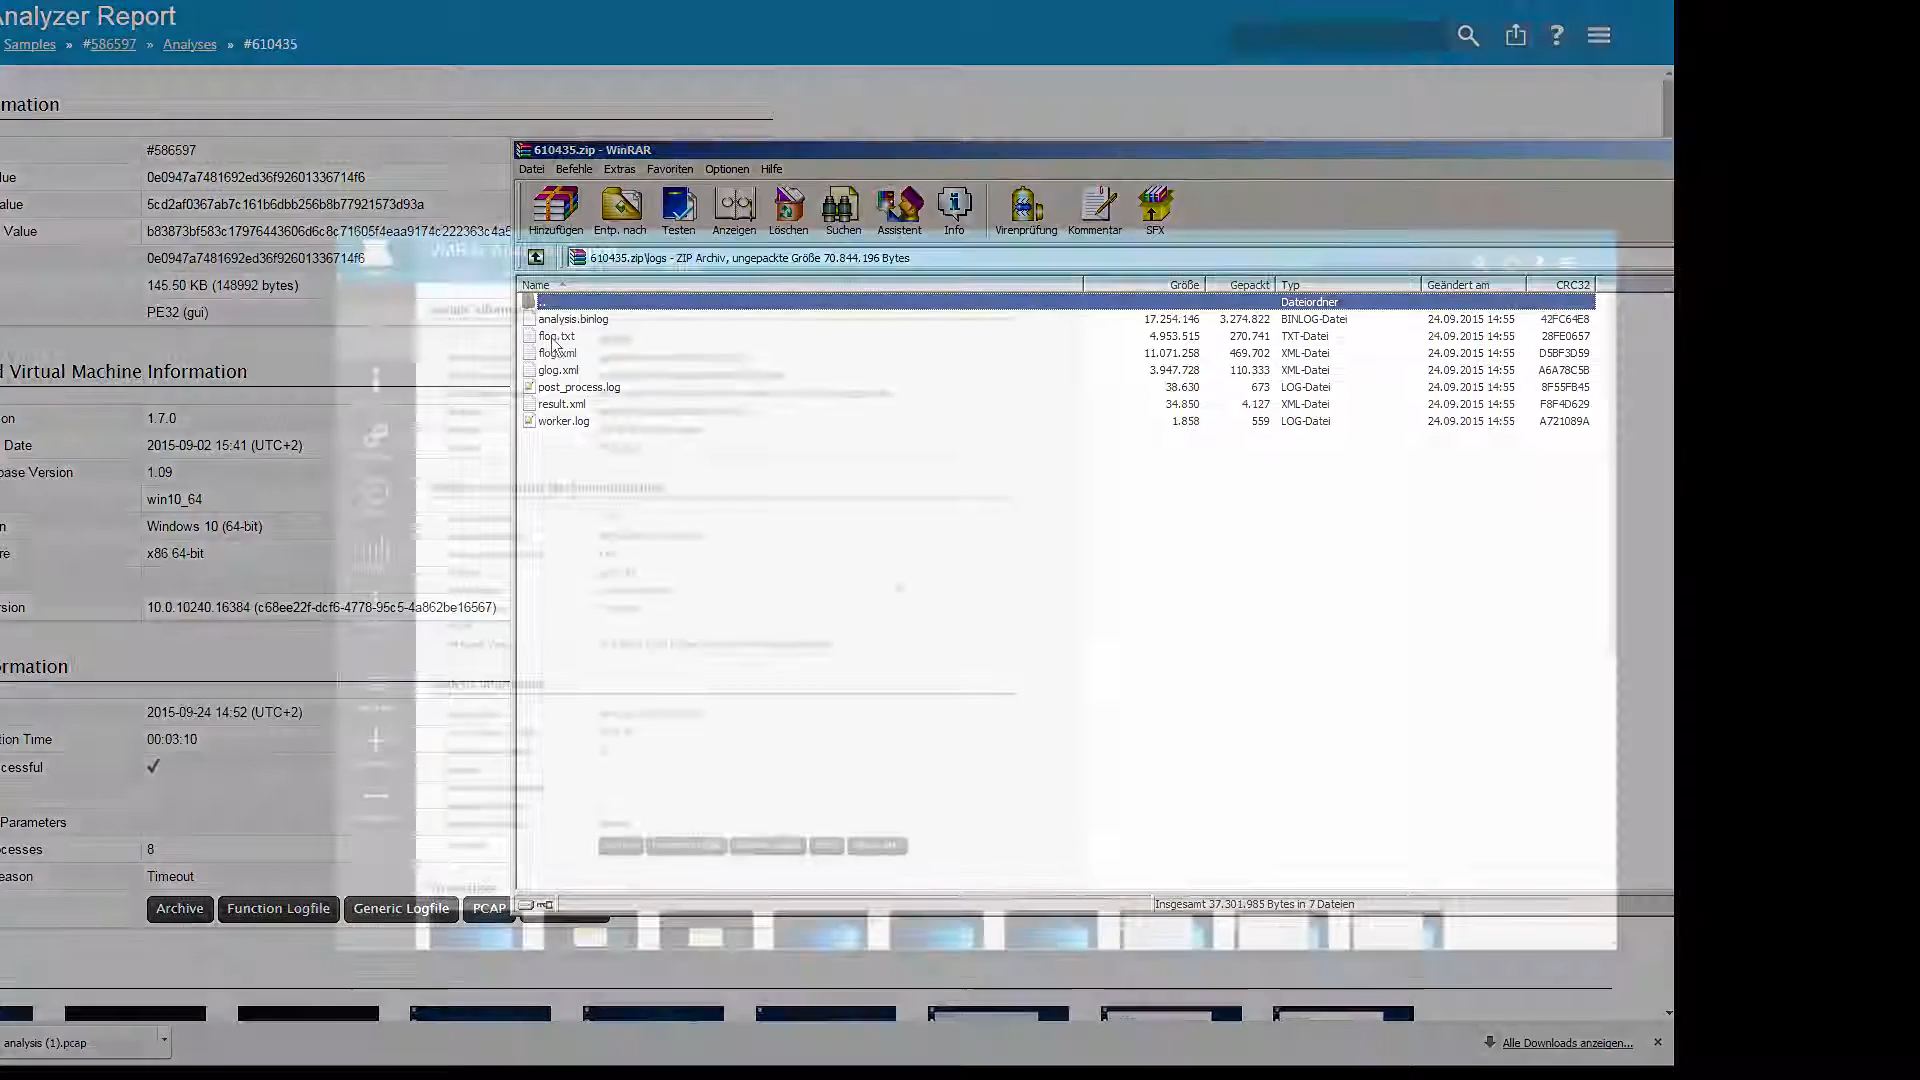 Analyzer Report
Samples » #586597 » Analyses » #610435
mation
#586597
lue 0e0947a7481692ed36f92601336714f6
alue 5cd2af0367ab7c161b6dbb256b8b77921573d93a
Value b83873bf583c17976443606d6c8c71605f4eaa9174c222363c4a5
0e0947a7481692ed36f92601336714f6
145.50 KB (148992 bytes)
PE32 (gui)
d Virtual Machine Information
on 1.7.0
Date 2015-09-02 15:41 (UTC+2)
base Version 1.09
win10_64
n Windows 10 (64-bit)
re x86 64-bit
rsion 10.0.10240.16384 (c68ee22f-dcf6-4778-95c5-4a862be16567)
rmation
2015-09-24 14:52 (UTC+2)
tion Time 00:03:10
cessful ✓
Parameters
cesses 8
eason Timeout
Archive Function Logfile Generic Logfile PCAP
analysis (1).pcap
Alle Downloads anzeigen...
610435.zip - WinRAR
Datei Befehle Extras Favoriten Optionen Hilfe
Hinzufügen Entp. nach Testen Anzeigen Löschen Suchen Assistent Info Virenprüfung Kommentar SFX
610435.zip\logs - ZIP Archiv, ungepackte Größe 70.844.196 Bytes
Name Größe Gepackt Typ Geändert am CRC32
.. Dateiordner
analysis.binlog 17.254.146 3.274.822 BINLOG-Datei 24.09.2015 14:55 42FC64E8
flog.txt 4.953.515 270.741 TXT-Datei 24.09.2015 14:55 28FE0657
flog.xml 11.071.258 469.702 XML-Datei 24.09.2015 14:55 D5BF3D59
glog.xml 3.947.728 110.333 XML-Datei 24.09.2015 14:55 A6A78C5B
post_process.log 38.630 673 LOG-Datei 24.09.2015 14:55 8F55FB45
result.xml 34.850 4.127 XML-Datei 24.09.2015 14:55 F8F4D629
worker.log 1.858 559 LOG-Datei 24.09.2015 14:55 A721089A
Insgesamt 37.301.985 Bytes in 7 Dateien